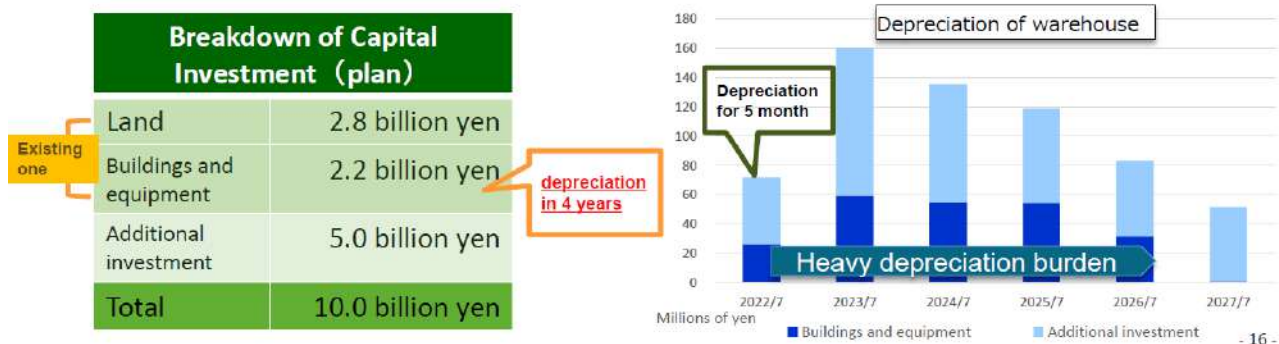 Breakdown of Capital
Investment（plan）
Existing
one
Land 2.8 billion yen
Buildings and
equipment
2.2 billion yen
depreciation
in 4 years
Additional
investment
5.0 billion yen
Total 10.0 billion yen
Depreciation of warehouse
180
160
140
120
100
80
60
40
20
0
Depreciation
for 5 month
Heavy depreciation burden
2022/7 2023/7 2024/7 2025/7 2026/7 2027/7
Millions of yen
Buildings and equipment Additional investment
- 16 -